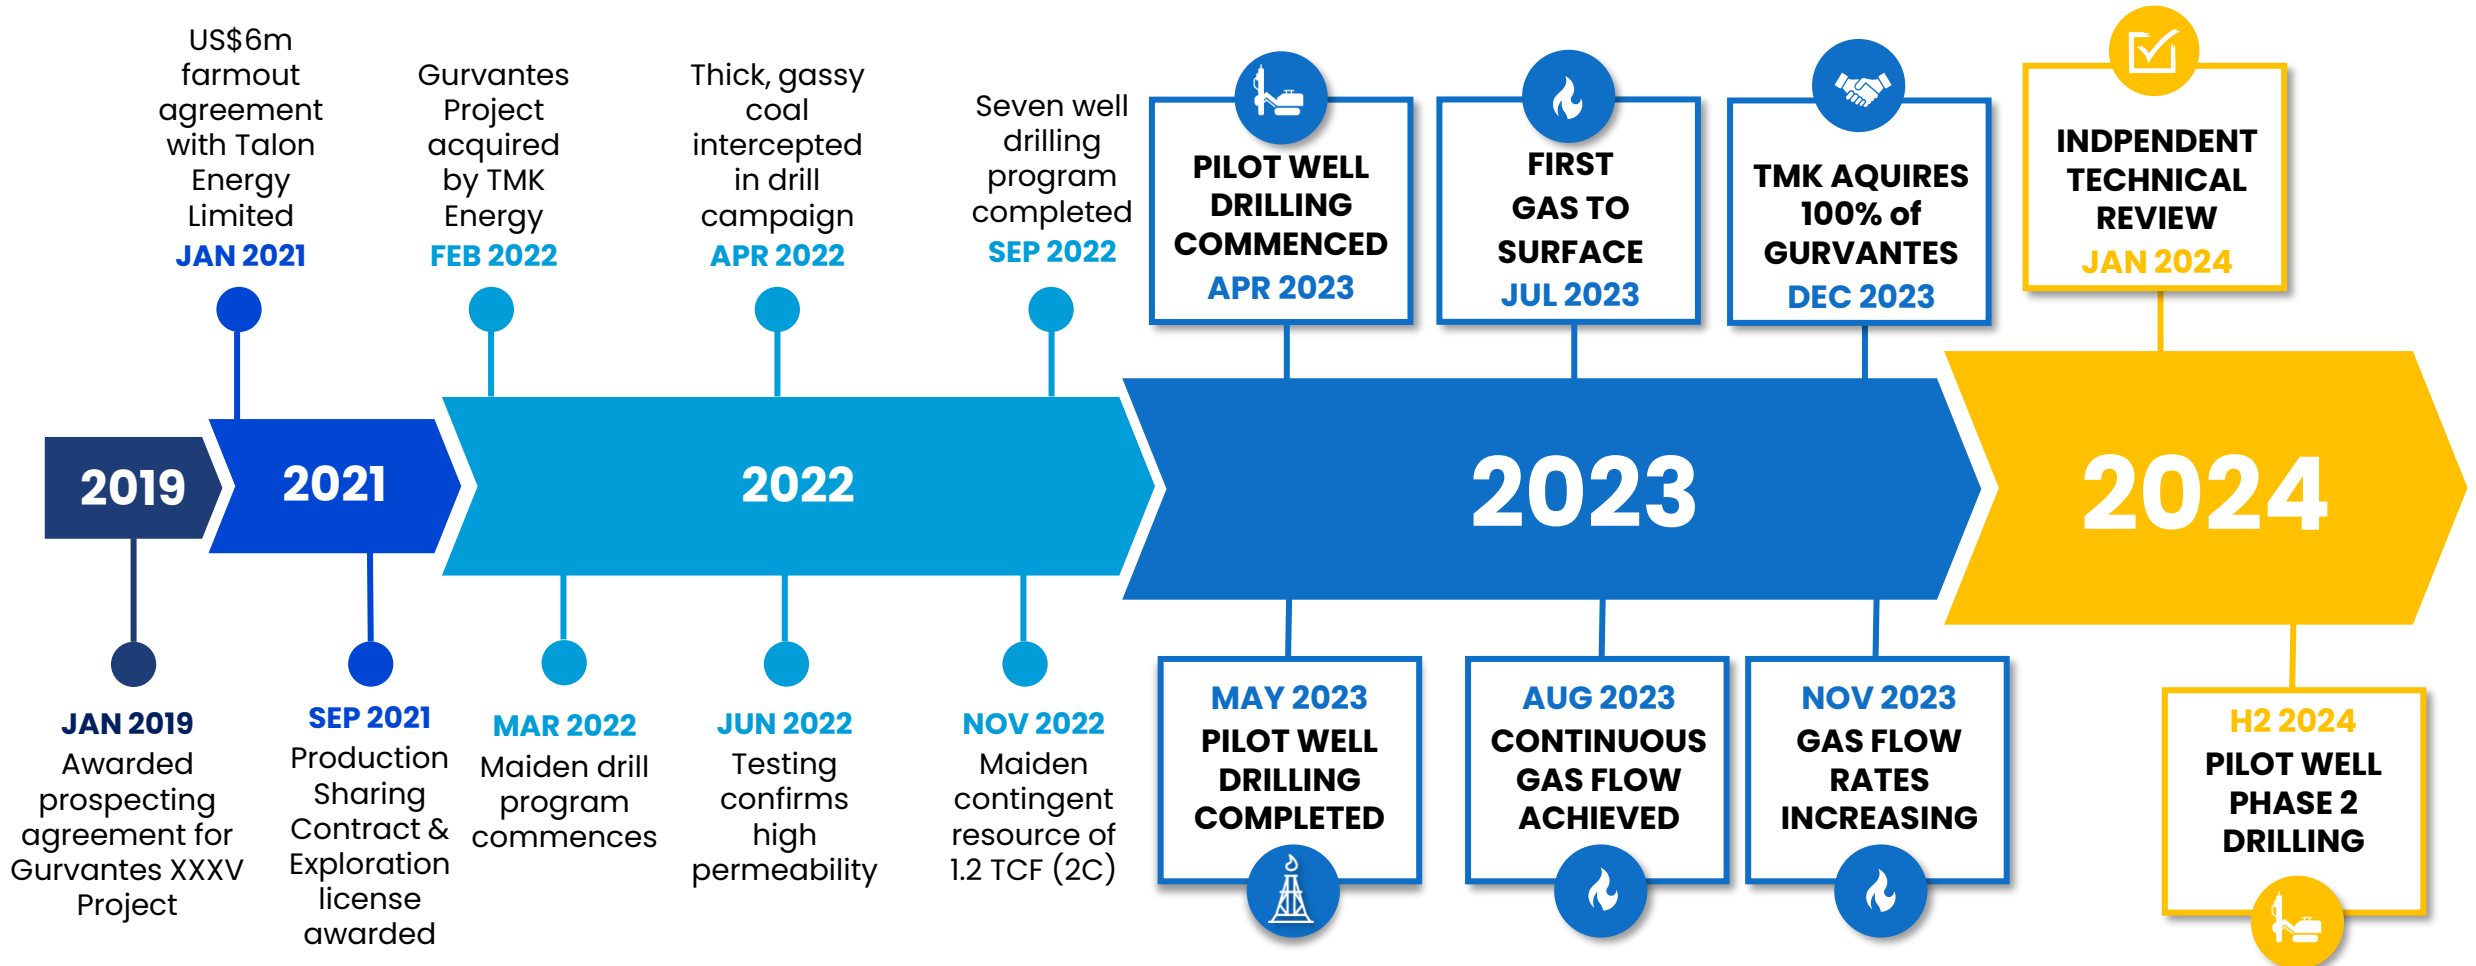 US$6m
farmout
agreement
with Talon
Energy
Limited
JAN 2021
Gurvantes
Project
acquired
by TMK
Energy
FEB 2022
Thick, gassy
coal
intercepted
in drill
campaign
APR 2022
Seven well
drilling
program
completed
SEP 2022
PILOT WELL
DRILLING
COMMENCED
APR 2023
FIRST
GAS TO
SURFACE
JUL 2023
TMK AQUIRES
100% of
GURVANTES
DEC 2023
INDPENDENT
TECHNICAL
REVIEW
JAN 2024
2019
2021
2022
2023
2024
JAN 2019
Awarded
prospecting
agreement for
Gurvantes XXXV
Project
SEP 2021
Production
Sharing
Contract &
Exploration
license
awarded
MAR 2022
Maiden drill
program
commences
JUN 2022
Testing
confirms
high
permeability
NOV 2022
Maiden
contingent
resource of
1.2 TCF (2C)
MAY 2023
PILOT WELL
DRILLING
COMPLETED
AUG 2023
CONTINUOUS
GAS FLOW
ACHIEVED
NOV 2023
GAS FLOW
RATES
INCREASING
H2 2024
PILOT WELL
PHASE 2
DRILLING